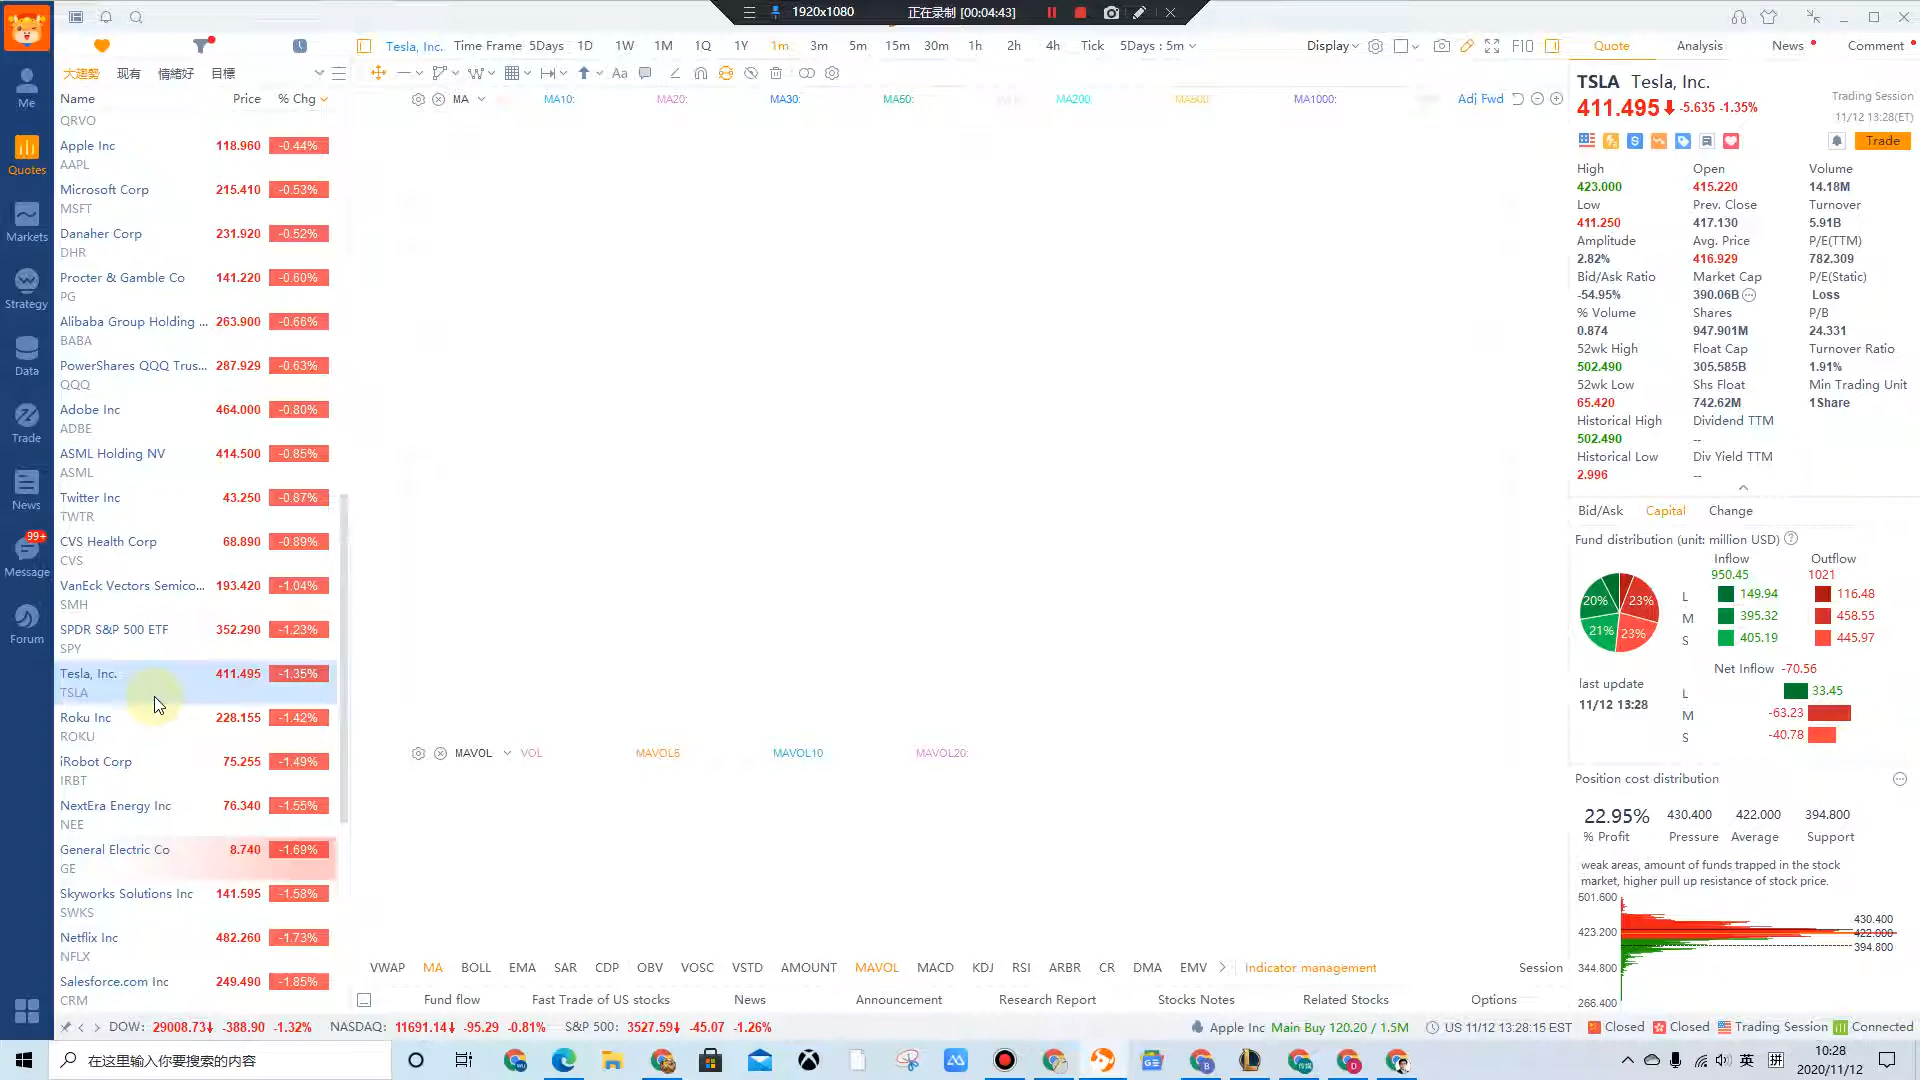 1920x1080
正在录制 [00:04:43]
Me
Quotes
Markets
Strategy
Data
Trade
News
99+
Message
Forum
大趨勢 现有 情緒好 目標
Name Price % Chg
QRVO
Apple Inc 118.960 -0.44%
AAPL
Microsoft Corp 215.410 -0.53%
MSFT
Danaher Corp 231.920 -0.52%
DHR
Procter & Gamble Co 141.220 -0.60%
PG
Alibaba Group Holding ... 263.900 -0.66%
BABA
PowerShares QQQ Trus... 287.929 -0.63%
QQQ
Adobe Inc 464.000 -0.80%
ADBE
ASML Holding NV 414.500 -0.85%
ASML
Twitter Inc 43.250 -0.87%
TWTR
CVS Health Corp 68.890 -0.89%
CVS
VanEck Vectors Semico... 193.420 -1.04%
SMH
SPDR S&P 500 ETF 352.290 -1.23%
SPY
Tesla, Inc. 411.495 -1.35%
TSLA
Roku Inc 228.155 -1.42%
ROKU
iRobot Corp 75.255 -1.49%
IRBT
NextEra Energy Inc 76.340 -1.55%
NEE
General Electric Co 8.740 -1.69%
GE
Skyworks Solutions Inc 141.595 -1.58%
SWKS
Netflix Inc 482.260 -1.73%
NFLX
Salesforce.com Inc 249.490 -1.85%
CRM
Tesla, Inc. Time Frame 5Days 1D 1W 1M 1Q 1Y 1m 3m 5m 15m 30m 1h 2h 4h Tick 5Days : 5m Display F10
Aa
MA MA10: MA20: MA30: MA50: MA200 MA1000: Adj Fwd
MAVOL VOL MAVOL5 MAVOL10 MAVOL20:
VWAP MA BOLL EMA SAR CDP OBV VOSC VSTD AMOUNT MAVOL MACD KDJ RSI ARBR CR DMA EMV Indicator management Session
Fund flow Fast Trade of US stocks News Announcement Research Report Stocks Notes Related Stocks Options
Quote Analysis News Comment
TSLA Tesla, Inc.
411.495 -5.635 -1.35%
Trading Session
11/12 13:28(ET)
Trade
High Open Volume
423.000 415.220 14.18M
Low Prev. Close Turnover
411.250 417.130 5.91B
Amplitude Avg. Price P/E(TTM)
2.82% 416.929 782.309
Bid/Ask Ratio Market Cap P/E(Static)
-54.95% 390.06B Loss
% Volume Shares P/B
0.874 947.901M 24.331
52wk High Float Cap Turnover Ratio
502.490 305.585B 1.91%
52wk Low Shs Float Min Trading Unit
65.420 742.62M 1Share
Historical High Dividend TTM
502.490 --
Historical Low Div Yield TTM
2.996 --
Bid/Ask Capital Change
Fund distribution (unit: million USD)
Inflow Outflow
950.45 1021
L 149.94 116.48
M 395.32 458.55
S 405.19 445.97
20% 23%
21% 23%
Net Inflow -70.56
last update
11/12 13:28
L 33.45
M -63.23
S -40.78
Position cost distribution
22.95% 430.400 422.000 394.800
% Profit Pressure Average Support
weak areas, amount of funds trapped in the stock
market, higher pull up resistance of stock price.
501.600
423.200
344.800
266.400
430.400
422.000
394.800
DOW: 29008.73 -388.90 -1.32% NASDAQ: 11691.14 -95.29 -0.81% S&P 500: 3527.59 -45.07 -1.26% Apple Inc Main Buy 120.20 / 1.5M US 11/12 13:28:15 EST Closed Closed Trading Session Connected
在这里输入你要搜索的内容
英 拼
10:28
2020/11/12